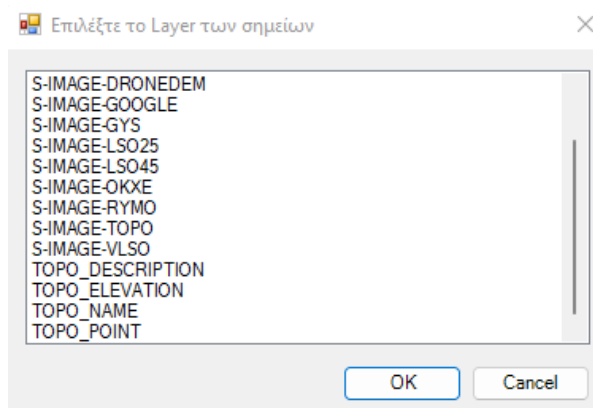 Επιλέξτε το Layer των σημείων
S-IMAGE-DRONEDEM
S-IMAGE-GOOGLE
S-IMAGE-GYS
S-IMAGE-LSO25
S-IMAGE-LSO45
S-IMAGE-OKXE
S-IMAGE-RYMO
S-IMAGE-TOPO
S-IMAGE-VLSO
TOPO_DESCRIPTION
TOPO_ELEVATION
TOPO_NAME
TOPO_POINT
OK Cancel